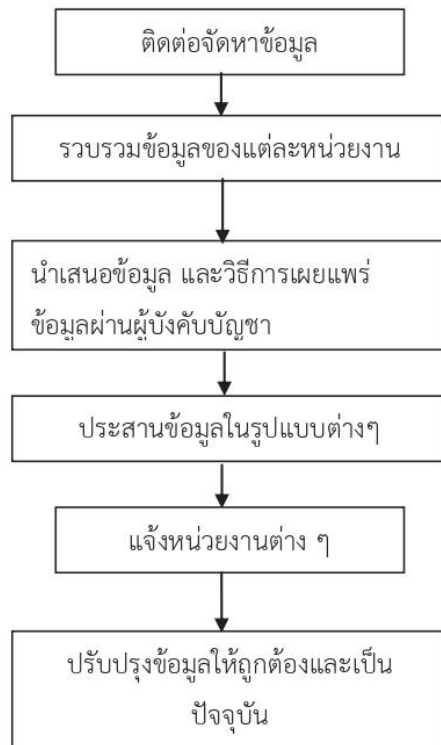 ติดต่อจัดหาข้อมูล
รวบรวมข้อมูลของแต่ละหน่วยงาน
นำเสนอข้อมูล และวิธีการเผยแพร่
ข้อมูลผ่านผู้บังคับบัญชา
ประสานข้อมูลในรูปแบบต่างๆ
แจ้งหน่วยงานต่าง ๆ
ปรับปรุงข้อมูลให้ถูกต้องและเป็น
ปัจจุบัน